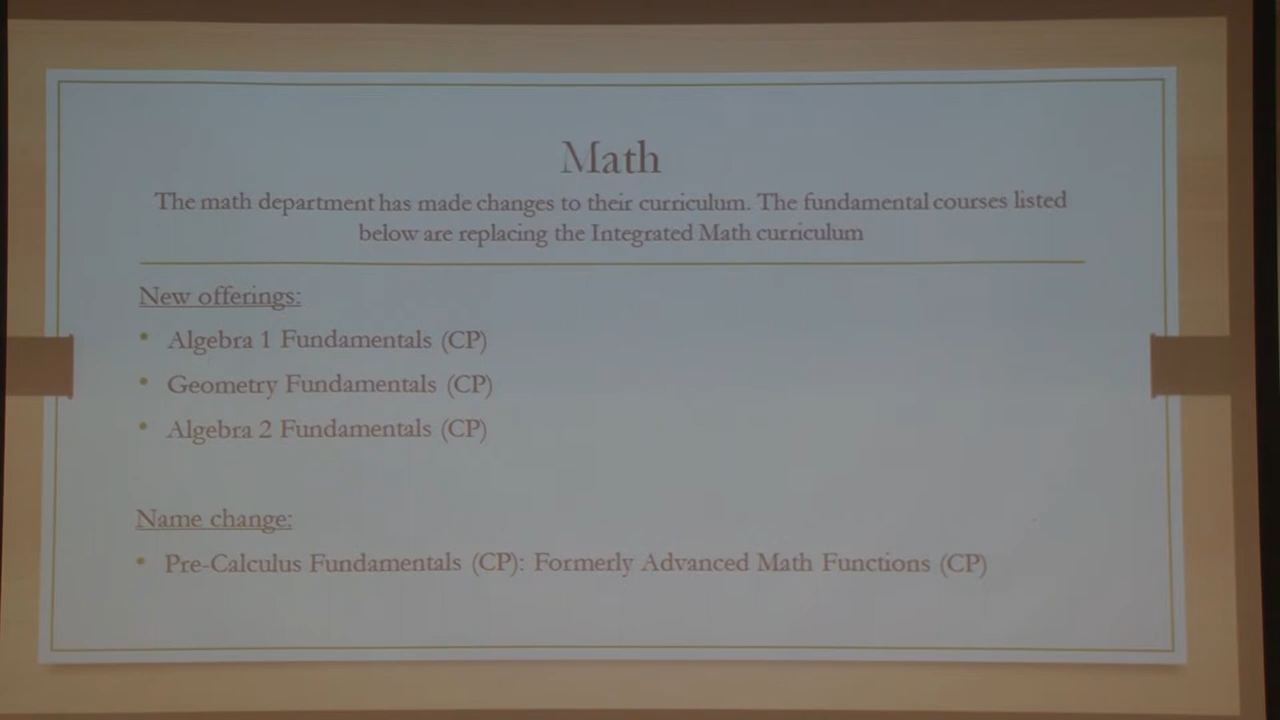 Math
The math department has made changes to their curriculum. The fundamental courses listed
below are replacing the Integrated Math curriculum
New offerings:
• Algebra 1 Fundamentals (CP)
• Geometry Fundamentals (CP)
• Algebra 2 Fundamentals (CP)
Name change:
• Pre-Calculus Fundamentals (CP): Formerly Advanced Math Functions (CP)